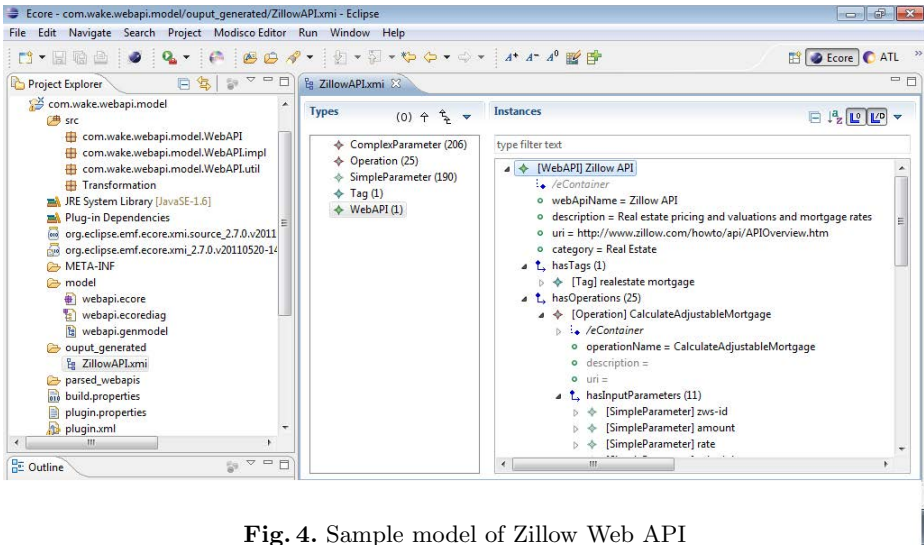 Ecore - com.wake.webapi.model/ouput_generated/ZillowAPI.xmi - Eclipse
File Edit Navigate Search Project Modisco Editor Run Window Help
A+ A- A0
Ecore ATL »
Project Explorer
com.wake.webapi.model
src
com.wake.webapi.model.WebAPI
com.wake.webapi.model.WebAPI.impl
com.wake.webapi.model.WebAPI.util
Transformation
JRE System Library [JavaSE-1.6]
Plug-in Dependencies
org.eclipse.emf.ecore.xmi.source_2.7.0.v2011
org.eclipse.emf.ecore.xmi_2.7.0.v20110520-14
META-INF
model
webapi.ecore
webapi.ecorediag
webapi.genmodel
ouput_generated
ZillowAPI.xmi
parsed_webapis
build.properties
plugin.properties
plugin.xml
Outline
ZillowAPI.xmi
Types (0)
ComplexParameter (206)
Operation (25)
SimpleParameter (190)
Tag (1)
WebAPI (1)
Instances
type filter text
[WebAPI] Zillow API
/eContainer
webApiName = Zillow API
description = Real estate pricing and valuations and mortgage rates
uri = http://www.zillow.com/howto/api/APIOverview.htm
category = Real Estate
hasTags (1)
[Tag] realestate mortgage
hasOperations (25)
[Operation] CalculateAdjustableMortgage
/eContainer
operationName = CalculateAdjustableMortgage
description =
uri =
hasInputParameters (11)
[SimpleParameter] zws-id
[SimpleParameter] amount
[SimpleParameter] rate
Fig. 4. Sample model of Zillow Web API